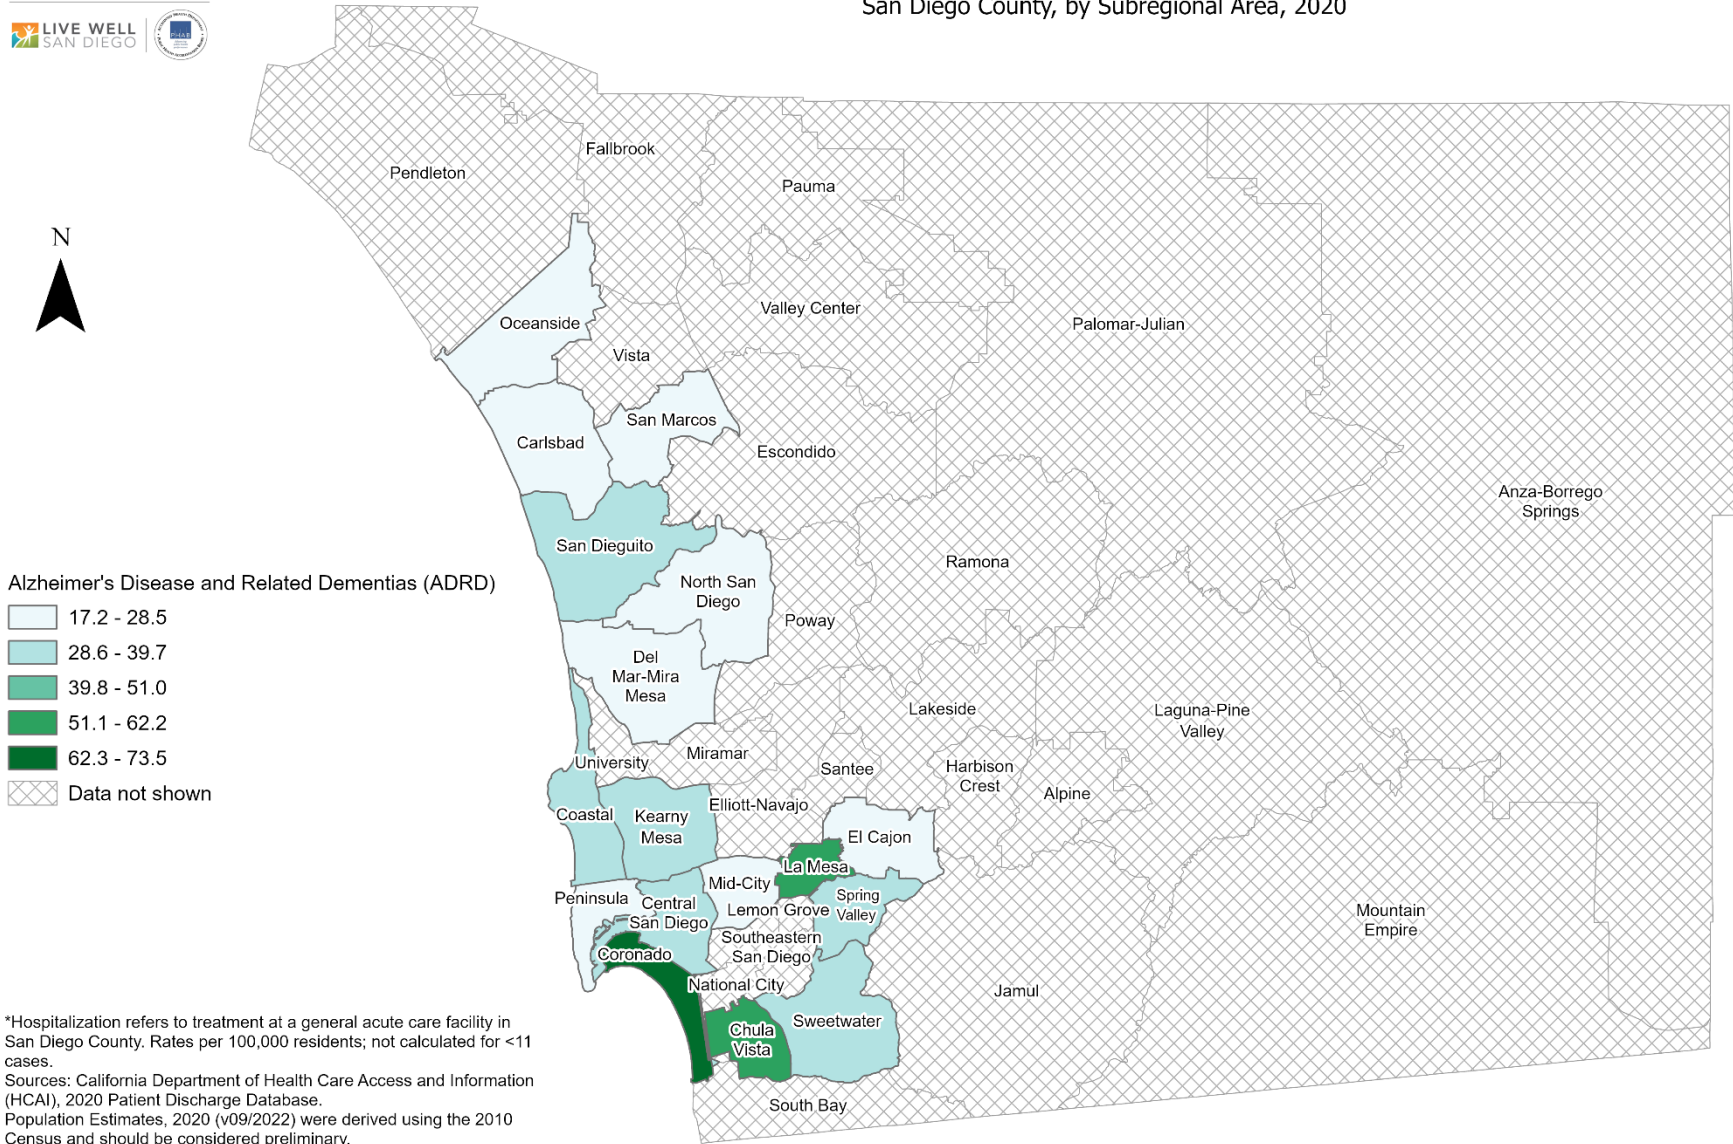 San Diego County, by Subregional Area, 2020
LIVE WELL
SAN DIEGO
PHAB
N
Fallbrook
Pendleton
Pauma
Valley Center
Oceanside
Palomar-Julian
Vista
San Marcos
Carlsbad
Escondido
Anza-Borrego
Springs
San Dieguito
Ramona
North San
Diego
Poway
Del
Mar-Mira
Mesa
Lakeside
Laguna-Pine
Valley
Miramar
University
Santee
Harbison
Crest
Alpine
Elliott-Navajo
Coastal
Kearny
Mesa
El Cajon
La Mesa
Mid-City
Peninsula
Central
San Diego
Spring
Valley
Lemon Grove
Mountain
Empire
Southeastern
San Diego
Coronado
National City
Jamul
Sweetwater
Chula
Vista
South Bay
Alzheimer's Disease and Related Dementias (ADRD)
17.2 - 28.5
28.6 - 39.7
39.8 - 51.0
51.1 - 62.2
62.3 - 73.5
Data not shown
*Hospitalization refers to treatment at a general acute care facility in
San Diego County. Rates per 100,000 residents; not calculated for <11
cases.
Sources: California Department of Health Care Access and Information
(HCAI), 2020 Patient Discharge Database.
Population Estimates, 2020 (v09/2022) were derived using the 2010
Census and should be considered preliminary.